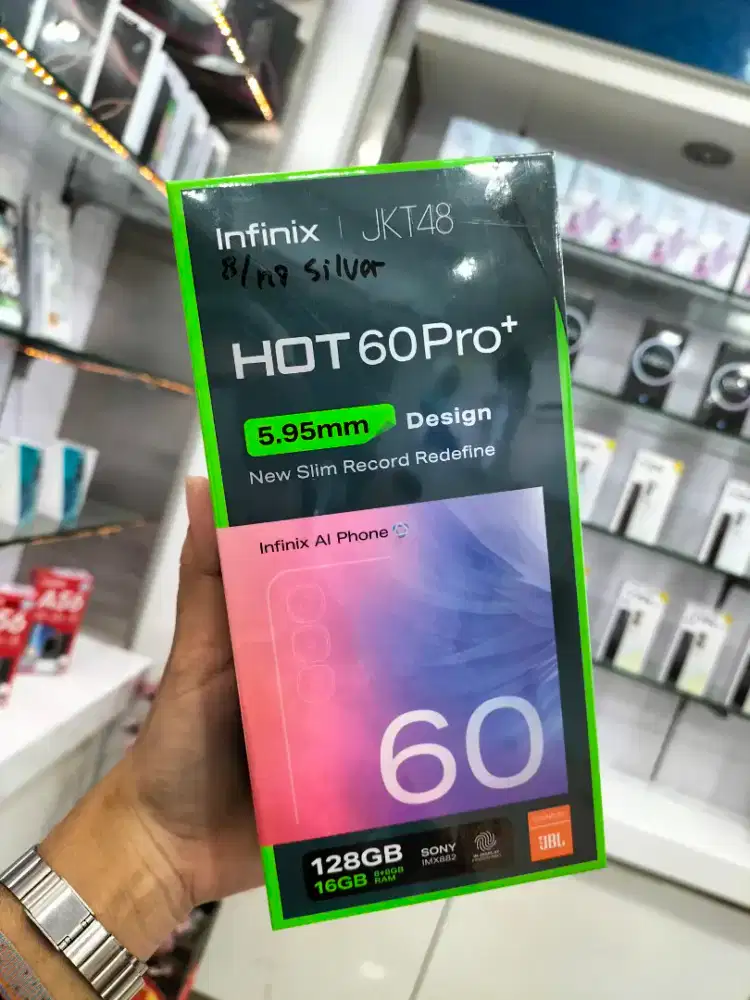 Infinix | JKT48
8/128 Silver
HOT 60 Pro+
5.95mm Design
New Slim Record Redefine
Infinix AI Phone
60
128GB
16GB 8+8GB RAM
SONY IMX882
JBL
A56